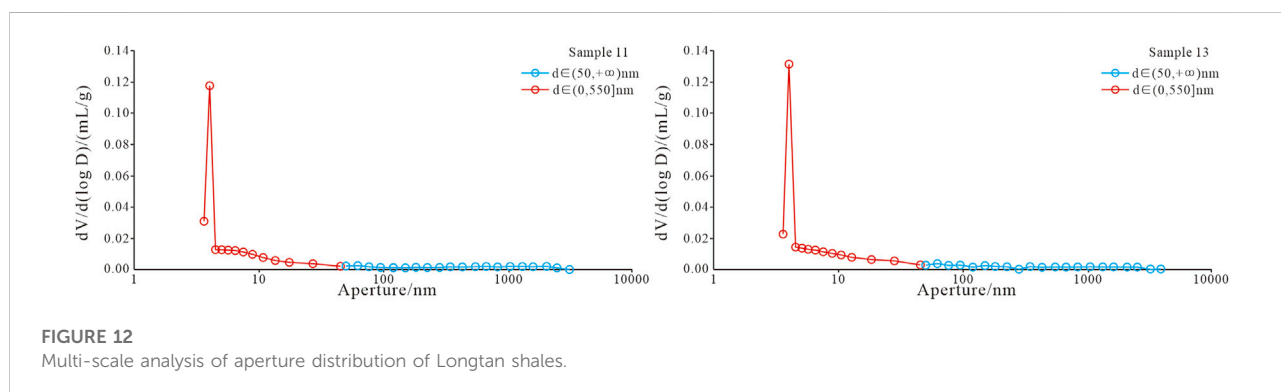 0.14
0.12
0.10
0.08
0.06
0.04
0.02
0.00
dV/d(log D)/(mL/g)
1
10
100
1000
10000
Aperture/nm
Sample 11
d∈(50,+∞)nm
d∈(0,550]nm
0.14
0.12
0.10
0.08
0.06
0.04
0.02
0.00
dV/d(log D)/(mL/g)
1
10
100
1000
10000
Aperture/nm
Sample 13
d∈(50,+∞)nm
d∈(0,550]nm
FIGURE 12
Multi-scale analysis of aperture distribution of Longtan shales.